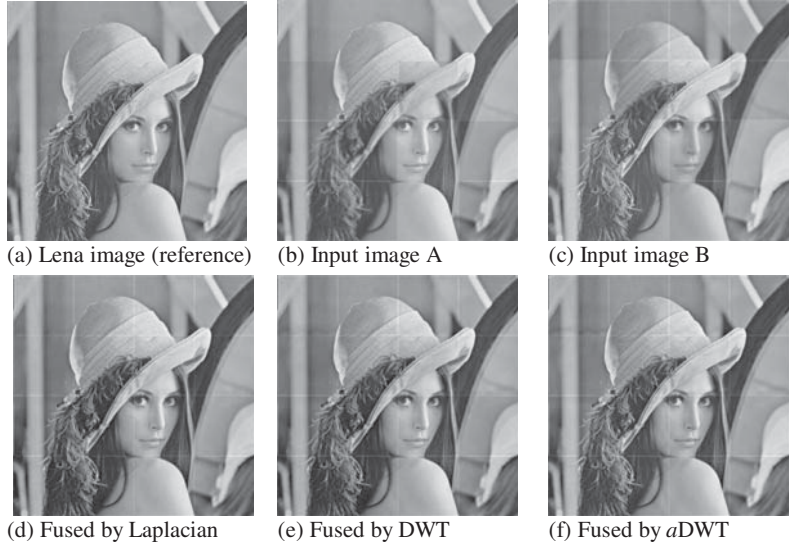 (a) Lena image (reference)
(b) Input image A
(c) Input image B
(d) Fused by Laplacian
(e) Fused by DWT
(f) Fused by aDWT